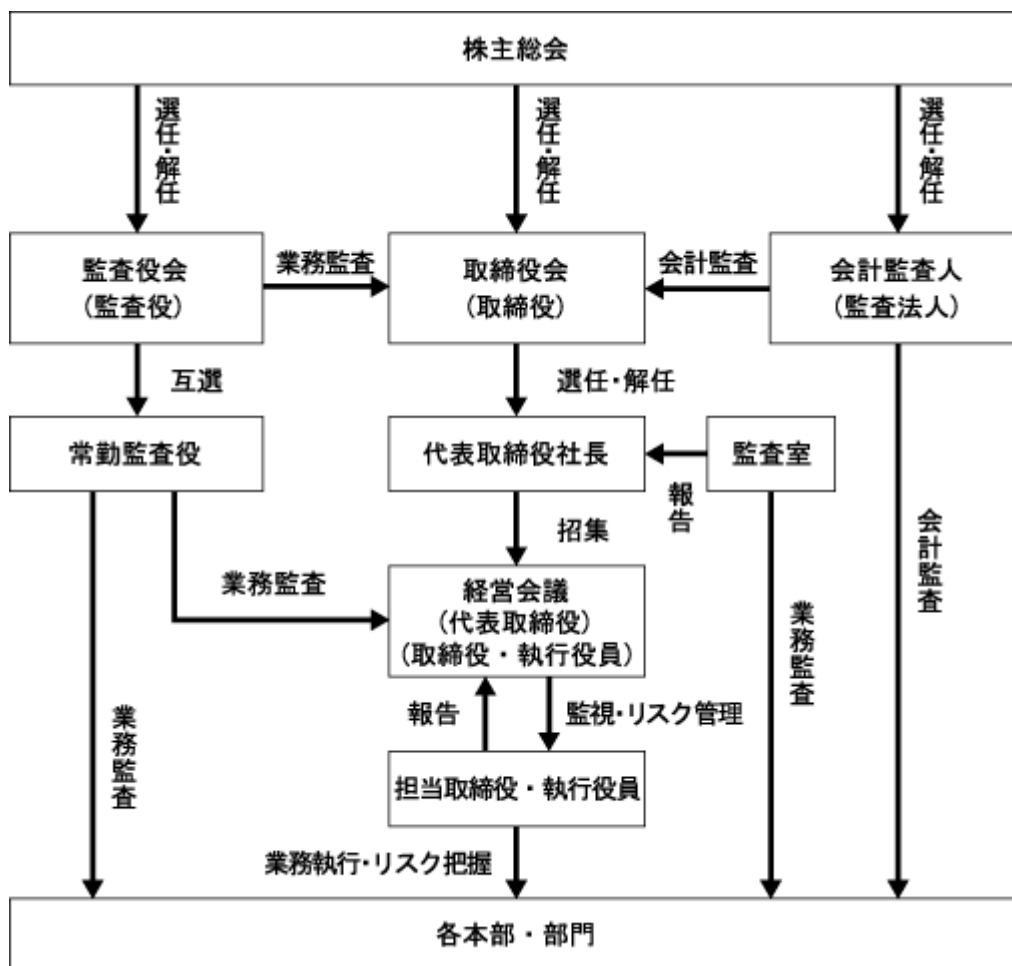 株主総会
選任・解任
選任・解任
選任・解任
監査役会
(監査役)
業務監査
取締役会
(取締役)
会計監査
会計監査人
(監査法人)
互選
選任・解任
常勤監査役
代表取締役社長
監査室
報告
招集
会計監査
業務監査
経営会議
(代表取締役)
(取締役・執行役員)
業務監査
報告
監視・リスク管理
業務監査
担当取締役・執行役員
業務執行・リスク把握
各本部・部門